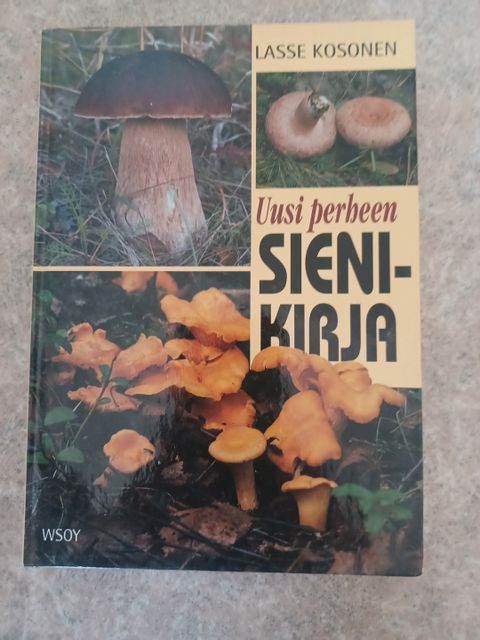 LASSE KOSONEN
Uusi perheen
SIENI-
KIRJA
WSOY